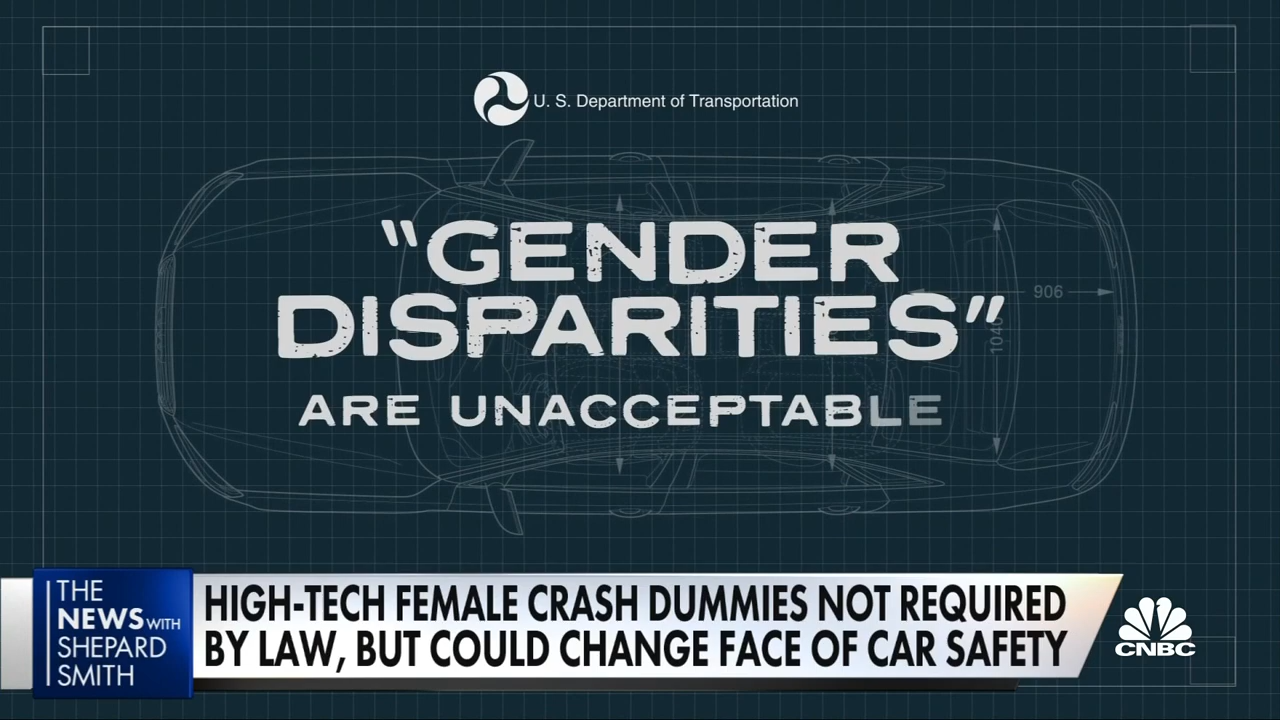 U. S. Department of Transportation
“GENDER
DISPARITIES”
ARE UNACCEPTABLE
906
1040
THE
NEWS WITH
SHEPARD
SMITH
HIGH-TECH FEMALE CRASH DUMMIES NOT REQUIRED
BY LAW, BUT COULD CHANGE FACE OF CAR SAFETY
CNBC